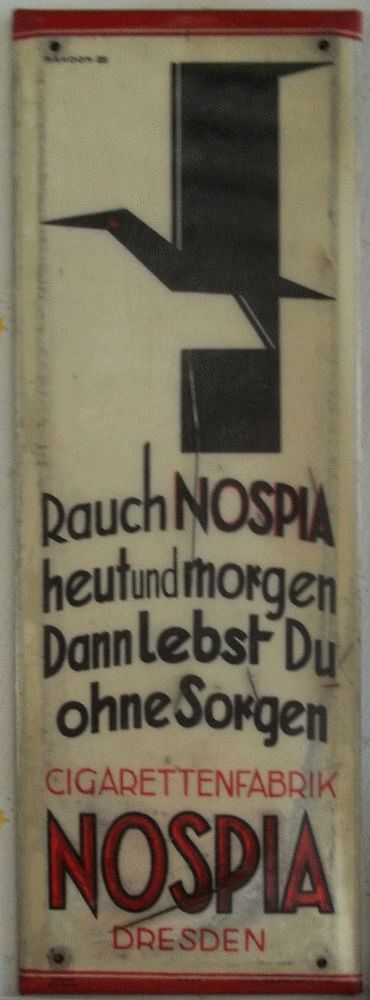 Rauch NOSPIA
heut und morgen
Dann lebst Du
ohne Sorgen
CIGARETTENFABRIK
NOSPIA
DRESDEN